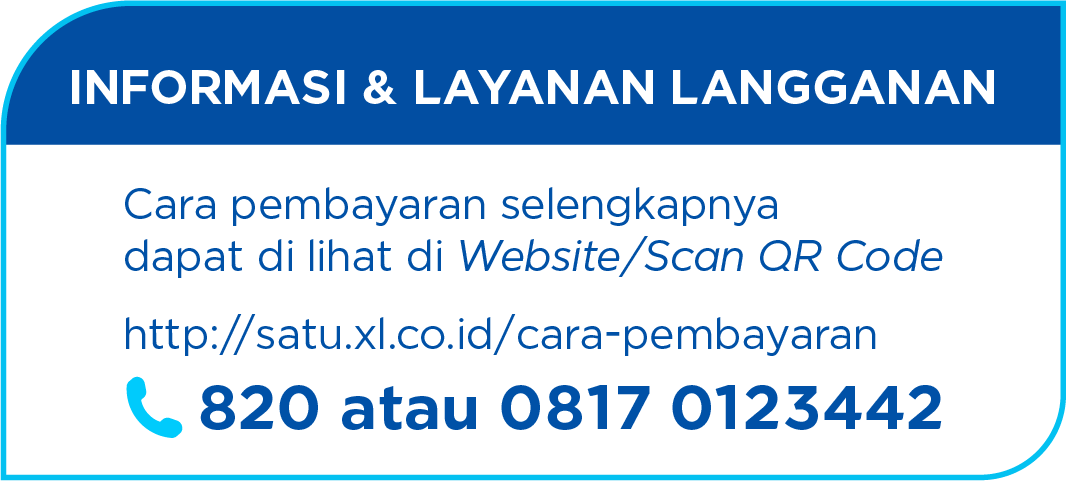 INFORMASI & LAYANAN LANGGANAN
Cara pembayaran selengkapnya
dapat di lihat di Website/Scan QR Code
http://satu.xl.co.id/cara-pembayaran
820 atau 0817 0123442